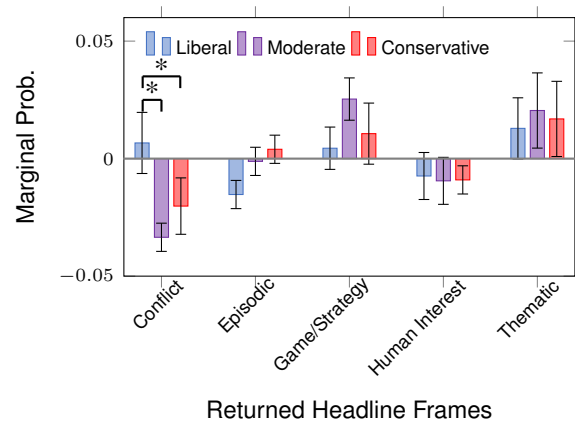 0.05
Liberal Moderate Conservative
*
*
0
−0.05
Marginal Prob.
Conflict
Episodic
Game/Strategy
Human Interest
Thematic
Returned Headline Frames